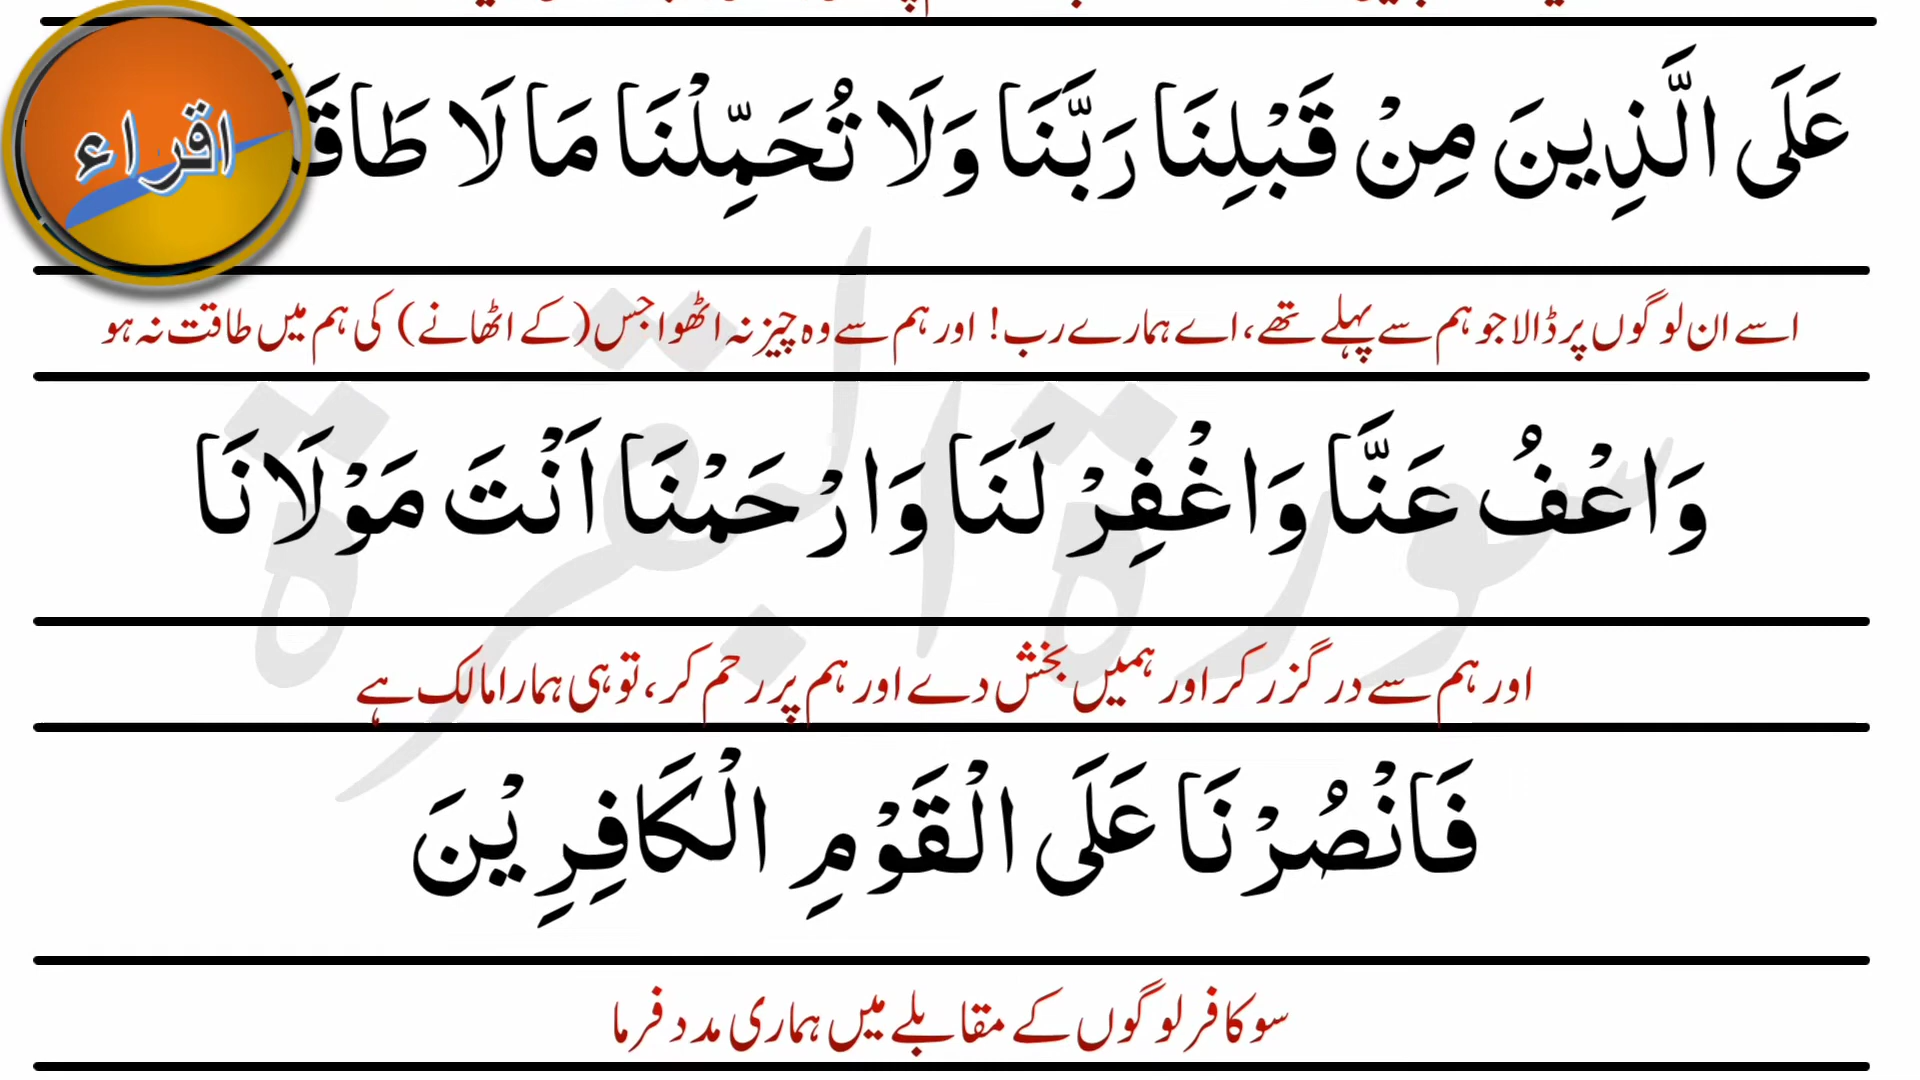 عَلَى الَّذِينَ مِنْ قَبْلِنَا رَبَّنَا وَلَا تُحَمِّلْنَا مَا لَا
اقراء
اسے ان لوگوں پر ڈالا جو ہم سے پہلے تھے، اے ہمارے رب! اور ہم سے وہ چیز نہ اٹھوا جس (کے اٹھانے) کی ہم میں طاقت نہ ہو
وَاعْفُ عَنَّا وَاغْفِرْ لَنَا وَارْحَمْنَا اَنْتَ مَوْلَانَا
سورة البقرة
اور ہم سے درگزر کر اور ہمیں بخش دے اور ہم پر رحم کر، تو ہی ہمارا مالک ہے
فَانْصُرْنَا عَلَى الْقَوْمِ الْكَافِرِيْنَ
سو کافر لوگوں کے مقابلے میں ہماری مدد فرما